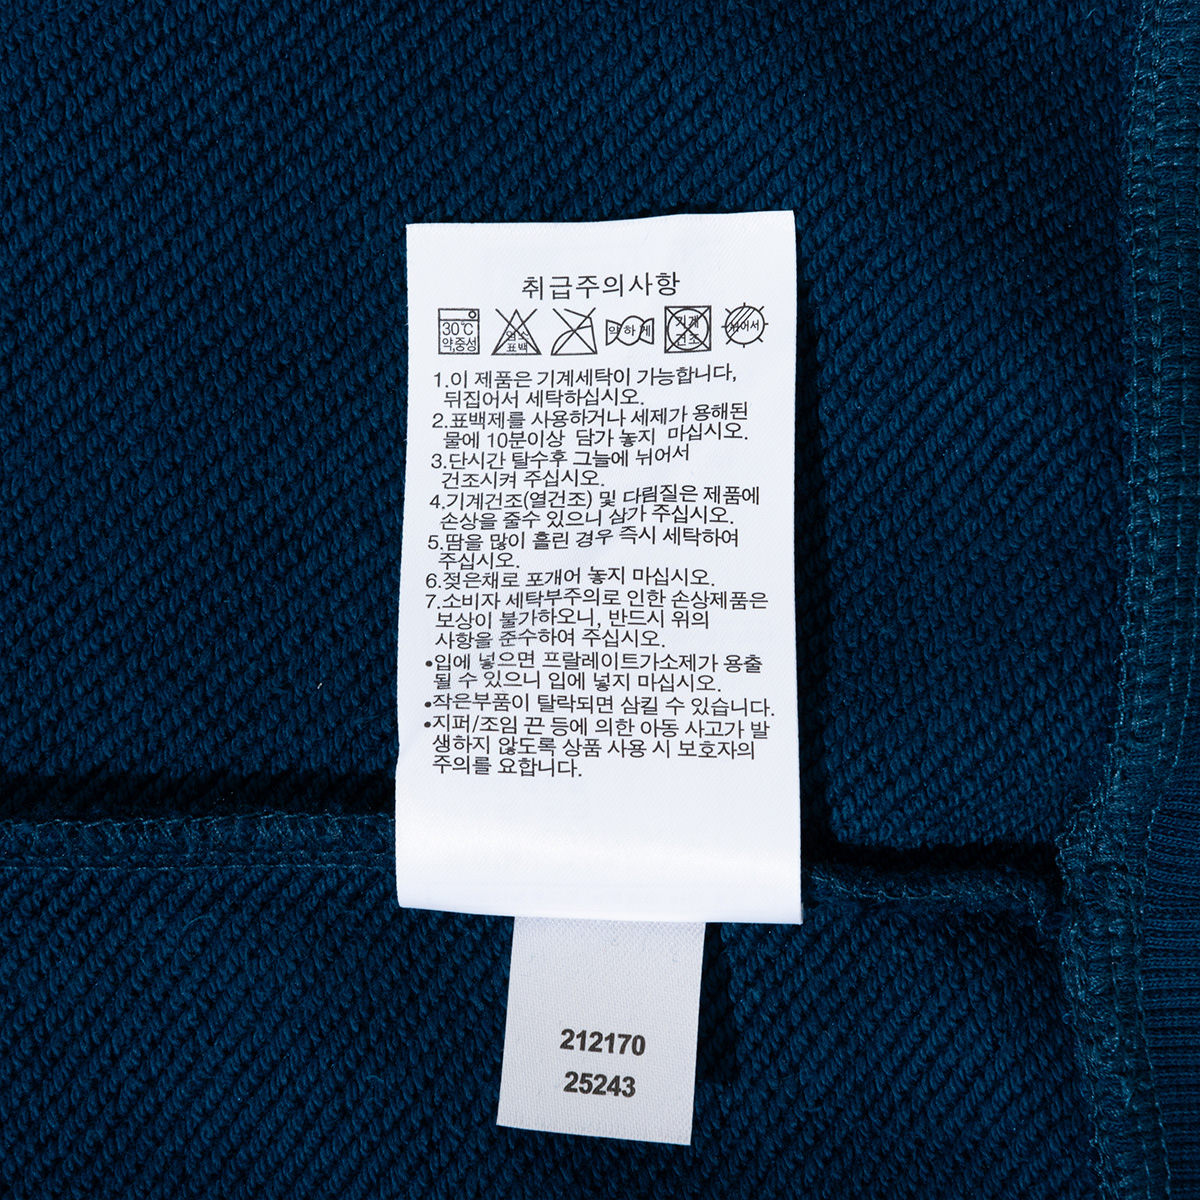 취급주의사항
30℃ 약,중성 염소 표백 약하게 기계 건조 뉘어서
1.이 제품은 기계세탁이 가능합니다,
뒤집어서 세탁하십시오.
2.표백제를 사용하거나 세제가 용해된
물에 10분이상 담가 놓지 마십시오.
3.단시간 탈수후 그늘에 뉘어서
건조시켜 주십시오.
4.기계건조(열건조) 및 다림질은 제품에
손상을 줄수 있으니 삼가 주십시오.
5.땀을 많이 흘린 경우 즉시 세탁하여
주십시오.
6.젖은채로 포개어 놓지 마십시오.
7.소비자 세탁부주의로 인한 손상제품은
보상이 불가하오니, 반드시 위의
사항을 준수하여 주십시오.
•입에 넣으면 프탈레이트가소제가 용출
될 수 있으니 입에 넣지 마십시오.
•작은부품이 탈락되면 삼킬 수 있습니다.
•지퍼/조임 끈 등에 의한 아동 사고가 발
생하지 않도록 상품 사용 시 보호자의
주의를 요합니다.
212170
25243